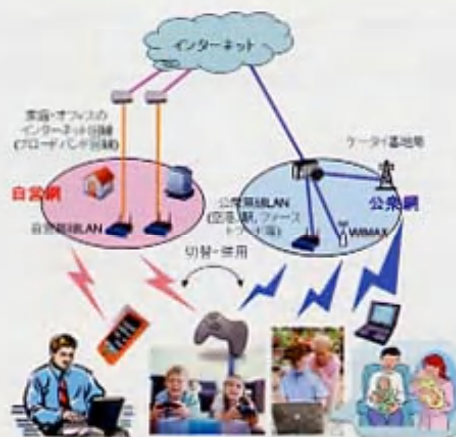 インターネット
家庭・オフィスの
インターネット回線
(ブロードバンド回線)
ケータイ基地局
自営網
公衆網
公衆無線LAN
(空港、駅、ファース
トフード等)
自営無線LAN
WiMAX
切替・併用